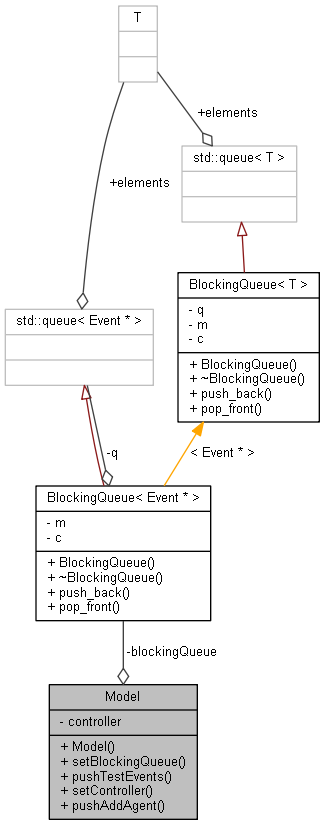 T
+elements
std::queue< T >
+elements
BlockingQueue< T >
- q
- m
- c
+ BlockingQueue()
+ ~BlockingQueue()
+ push_back()
+ pop_front()
std::queue< Event * >
-q
< Event * >
BlockingQueue< Event * >
- m
- c
+ BlockingQueue()
+ ~BlockingQueue()
+ push_back()
+ pop_front()
-blockingQueue
Model
- controller
+ Model()
+ setBlockingQueue()
+ pushTestEvents()
+ setController()
+ pushAddAgent()